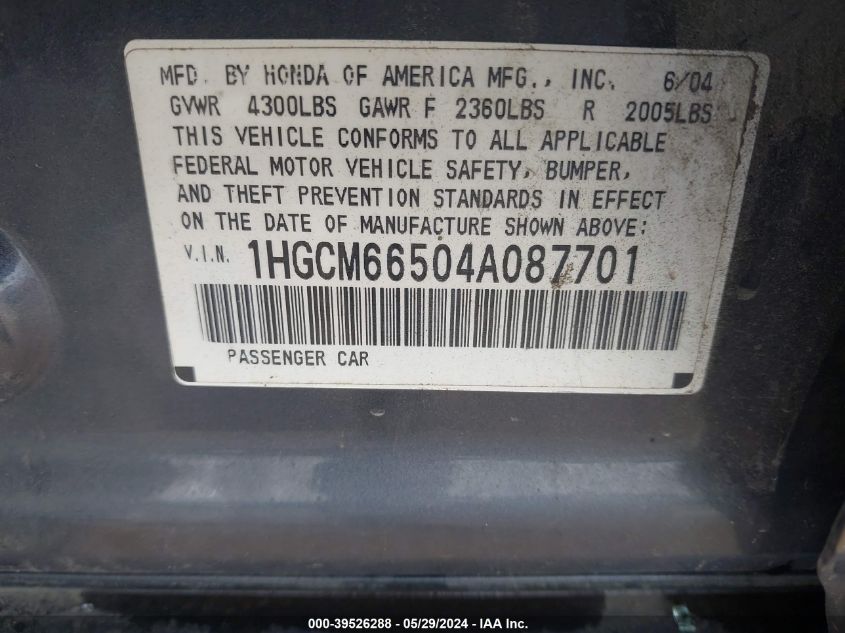 MFD. BY HONDA OF AMERICA MFG., INC. 6/04
GVWR 4300LBS GAWR F 2360LBS R 2005LBS
THIS VEHICLE CONFORMS TO ALL APPLICABLE
FEDERAL MOTOR VEHICLE SAFETY, BUMPER,
AND THEFT PREVENTION STANDARDS IN EFFECT
ON THE DATE OF MANUFACTURE SHOWN ABOVE:
V.I.N. 1HGCM66504A087701
PASSENGER CAR
000-39526288 - 05/29/2024 - IAA Inc.